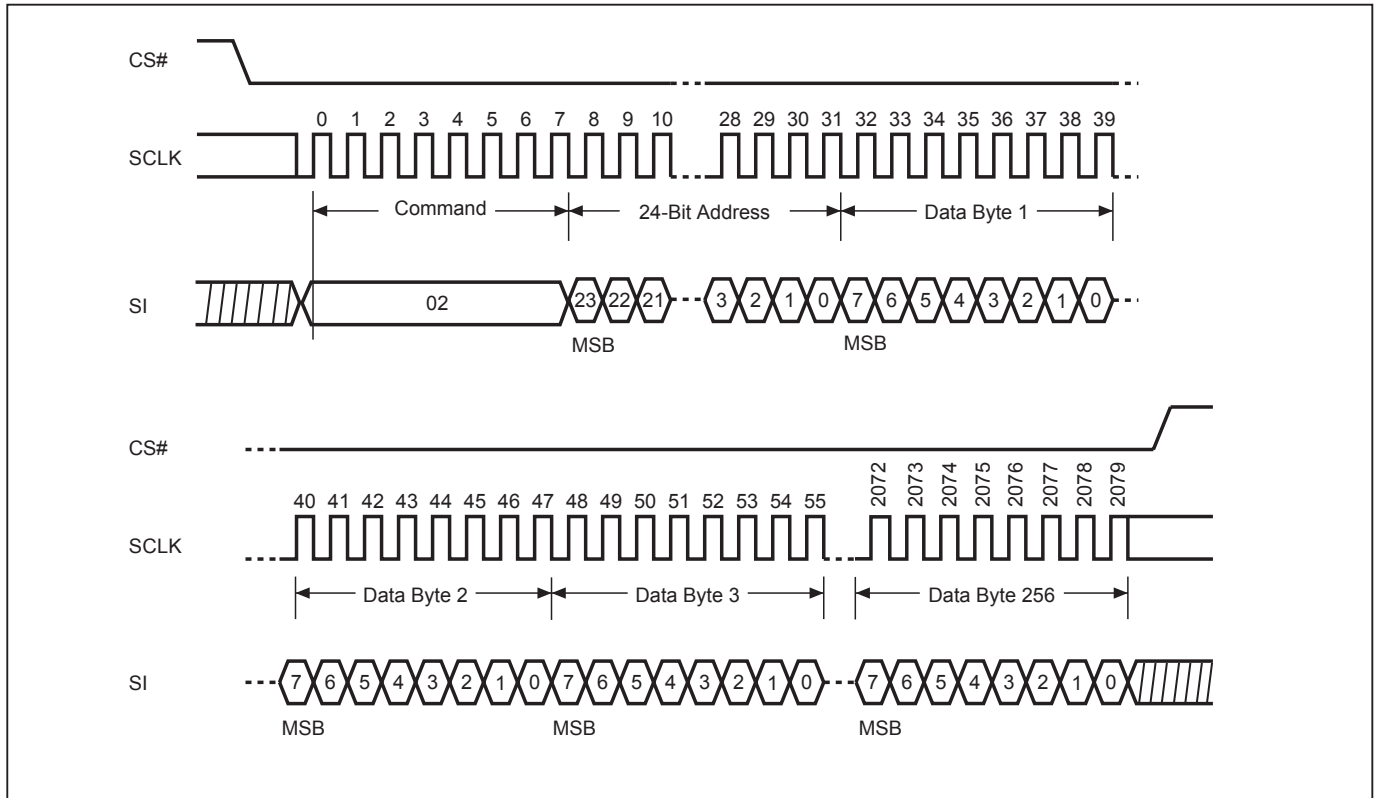 CS#
0 1 2 3 4 5 6 7 8 9 10 28 29 30 31 32 33 34 35 36 37 38 39
SCLK
Command 24-Bit Address Data Byte 1
SI 02 23 22 21 3 2 1 0 7 6 5 4 3 2 1 0
MSB MSB
CS#
40 41 42 43 44 45 46 47 48 49 50 51 52 53 54 55 2072 2073 2074 2075 2076 2077 2078 2079
SCLK
Data Byte 2 Data Byte 3 Data Byte 256
SI 7 6 5 4 3 2 1 0 7 6 5 4 3 2 1 0 7 6 5 4 3 2 1 0
MSB MSB MSB